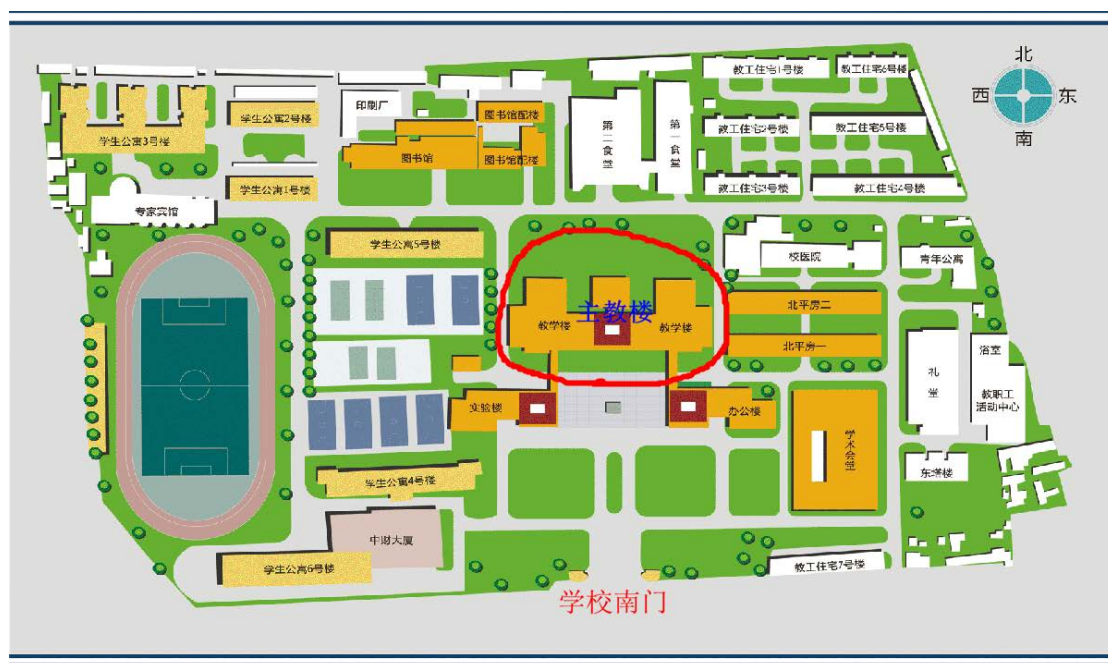 北
西
东
南
教工住宅1号楼
教工住宅6号楼
印刷厂
图书馆配楼
学生公寓2号楼
学生公寓3号楼
第二食堂
第一食堂
教工住宅2号楼
教工住宅5号楼
图书馆
图书馆配楼
学生公寓1号楼
教工住宅3号楼
教工住宅4号楼
专家宾馆
学生公寓5号楼
校医院
青年公寓
主教楼
教学楼
教学楼
北平房二
北平房一
浴室
礼堂
教职工
活动中心
实验楼
办公楼
学术会堂
东塔楼
学生公寓4号楼
中财大厦
学生公寓6号楼
教工住宅7号楼
学校南门